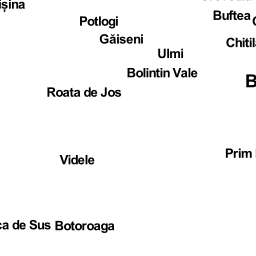 ișina
Potlogi
Buftea
Găiseni
Chitil
Ulmi
Bolintin Vale
B
Roata de Jos
Prim
Videle
ca de Sus
Botoroaga